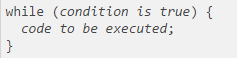 while (condition is true) {
  code to be executed;
}